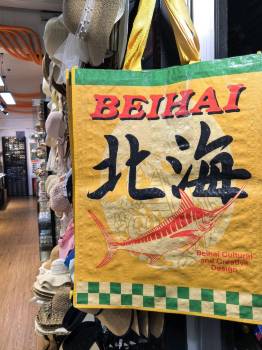 BEIHAI
北海
Beihai Cultural
and Creative
Design